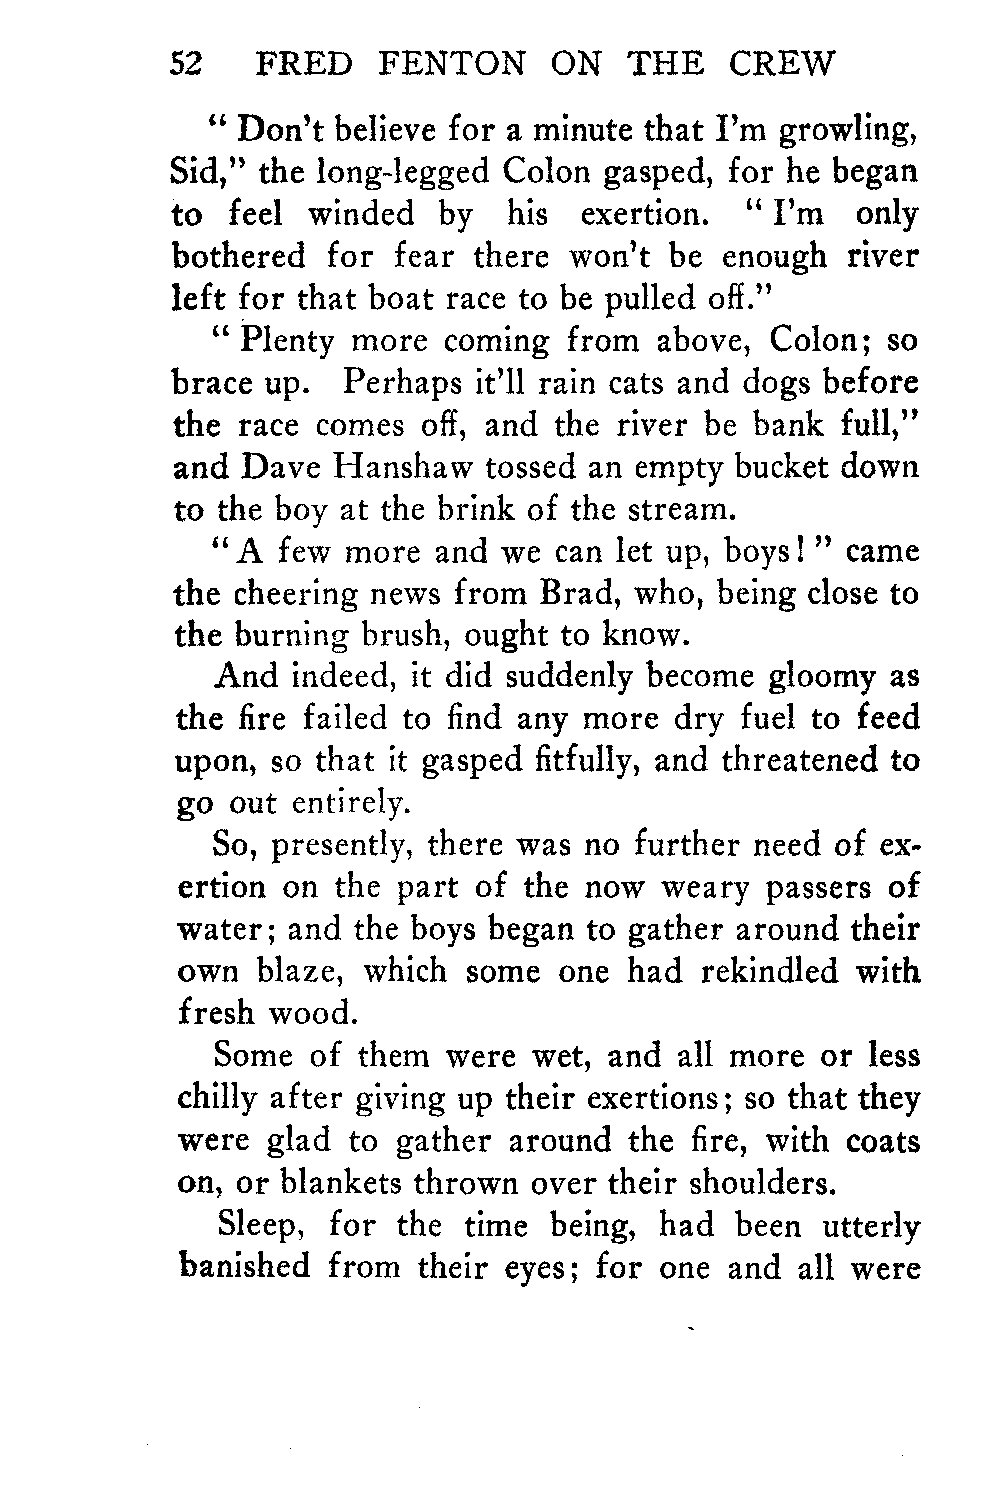 52 FRED FENTON ON THE CREW
“ Don't believe for a minute that I'm growling,
Sid,” the long-legged Colon gasped, for he began
to feel winded by his exertion. “ I'm only
bothered for fear there won't be enough river
left for that boat race to be pulled off.”
“ Plenty more coming from above, Colon; so
brace up. Perhaps it'll rain cats and dogs before
the race comes off, and the river be bank full,”
and Dave Hanshaw tossed an empty bucket down
to the boy at the brink of the stream.
“ A few more and we can let up, boys! ” came
the cheering news from Brad, who, being close to
the burning brush, ought to know.
And indeed, it did suddenly become gloomy as
the fire failed to find any more dry fuel to feed
upon, so that it gasped fitfully, and threatened to
go out entirely.
So, presently, there was no further need of ex-
ertion on the part of the now weary passers of
water; and the boys began to gather around their
own blaze, which some one had rekindled with
fresh wood.
Some of them were wet, and all more or less
chilly after giving up their exertions; so that they
were glad to gather around the fire, with coats
on, or blankets thrown over their shoulders.
Sleep, for the time being, had been utterly
banished from their eyes; for one and all were